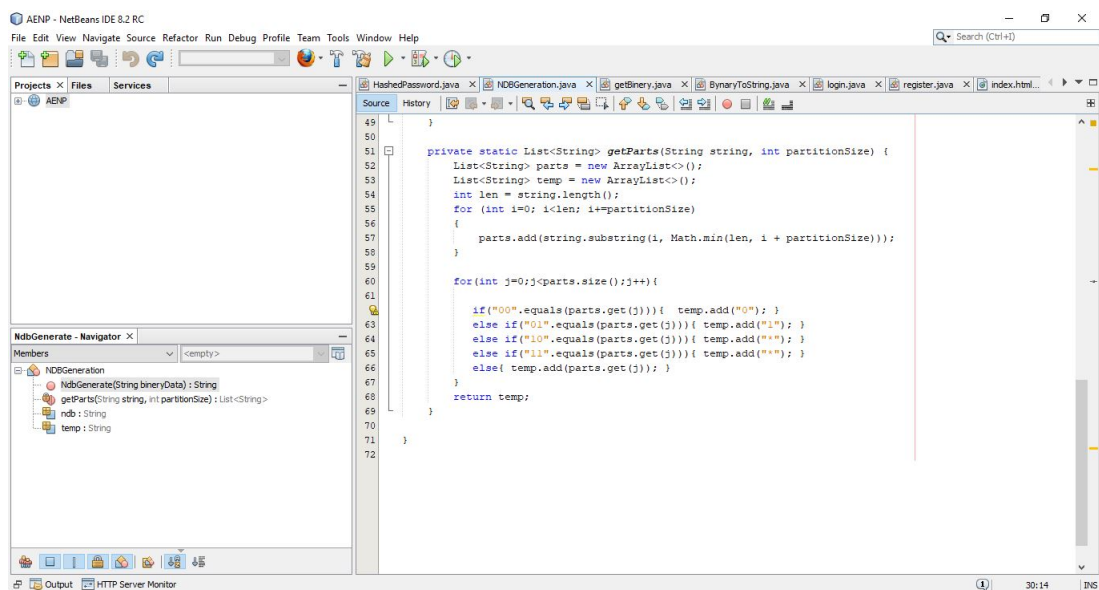 AENP - NetBeans IDE 8.2 RC
File Edit View Navigate Source Refactor Run Debug Profile Team Tools Window Help
Search (Ctrl+I)
Projects Files Services
AENP
HashedPassword.java NDBGeneration.java getBinery.java BynaryToString.java login.java register.java index.html...
Source History
49 }
50
51 private static List<String> getParts(String string, int partitionSize) {
52 List<String> parts = new ArrayList<>();
53 List<String> temp = new ArrayList<>();
54 int len = string.length();
55 for (int i=0; i<len; i+=partitionSize)
56 {
57 parts.add(string.substring(i, Math.min(len, i + partitionSize)));
58 }
59
60 for(int j=0;j<parts.size();j++){
61
if("00".equals(parts.get(j))){ temp.add("0"); }
63 else if("01".equals(parts.get(j))){ temp.add("1"); }
64 else if("10".equals(parts.get(j))){ temp.add("*"); }
65 else if("11".equals(parts.get(j))){ temp.add("*"); }
66 else{ temp.add(parts.get(j)); }
67 }
68 return temp;
69 }
70
71 }
72
NdbGenerate - Navigator
Members <empty>
NDBGeneration
NdbGenerate(String bineryData) : String
getParts(String string, int partitionSize) : List<String>
ndb : String
temp : String
Output HTTP Server Monitor
1 30:14 INS